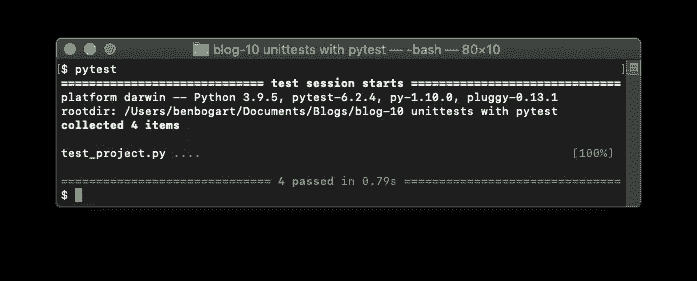 blog-10 unittests with pytest — -bash — 80×10
$ pytest
============================= test session starts ==============================
platform darwin -- Python 3.9.5, pytest-6.2.4, py-1.10.0, pluggy-0.13.1
rootdir: /Users/benbogart/Documents/Blogs/blog-10 unittests with pytest
collected 4 items
test_project.py .... [100%]
============================== 4 passed in 0.79s ===============================
$